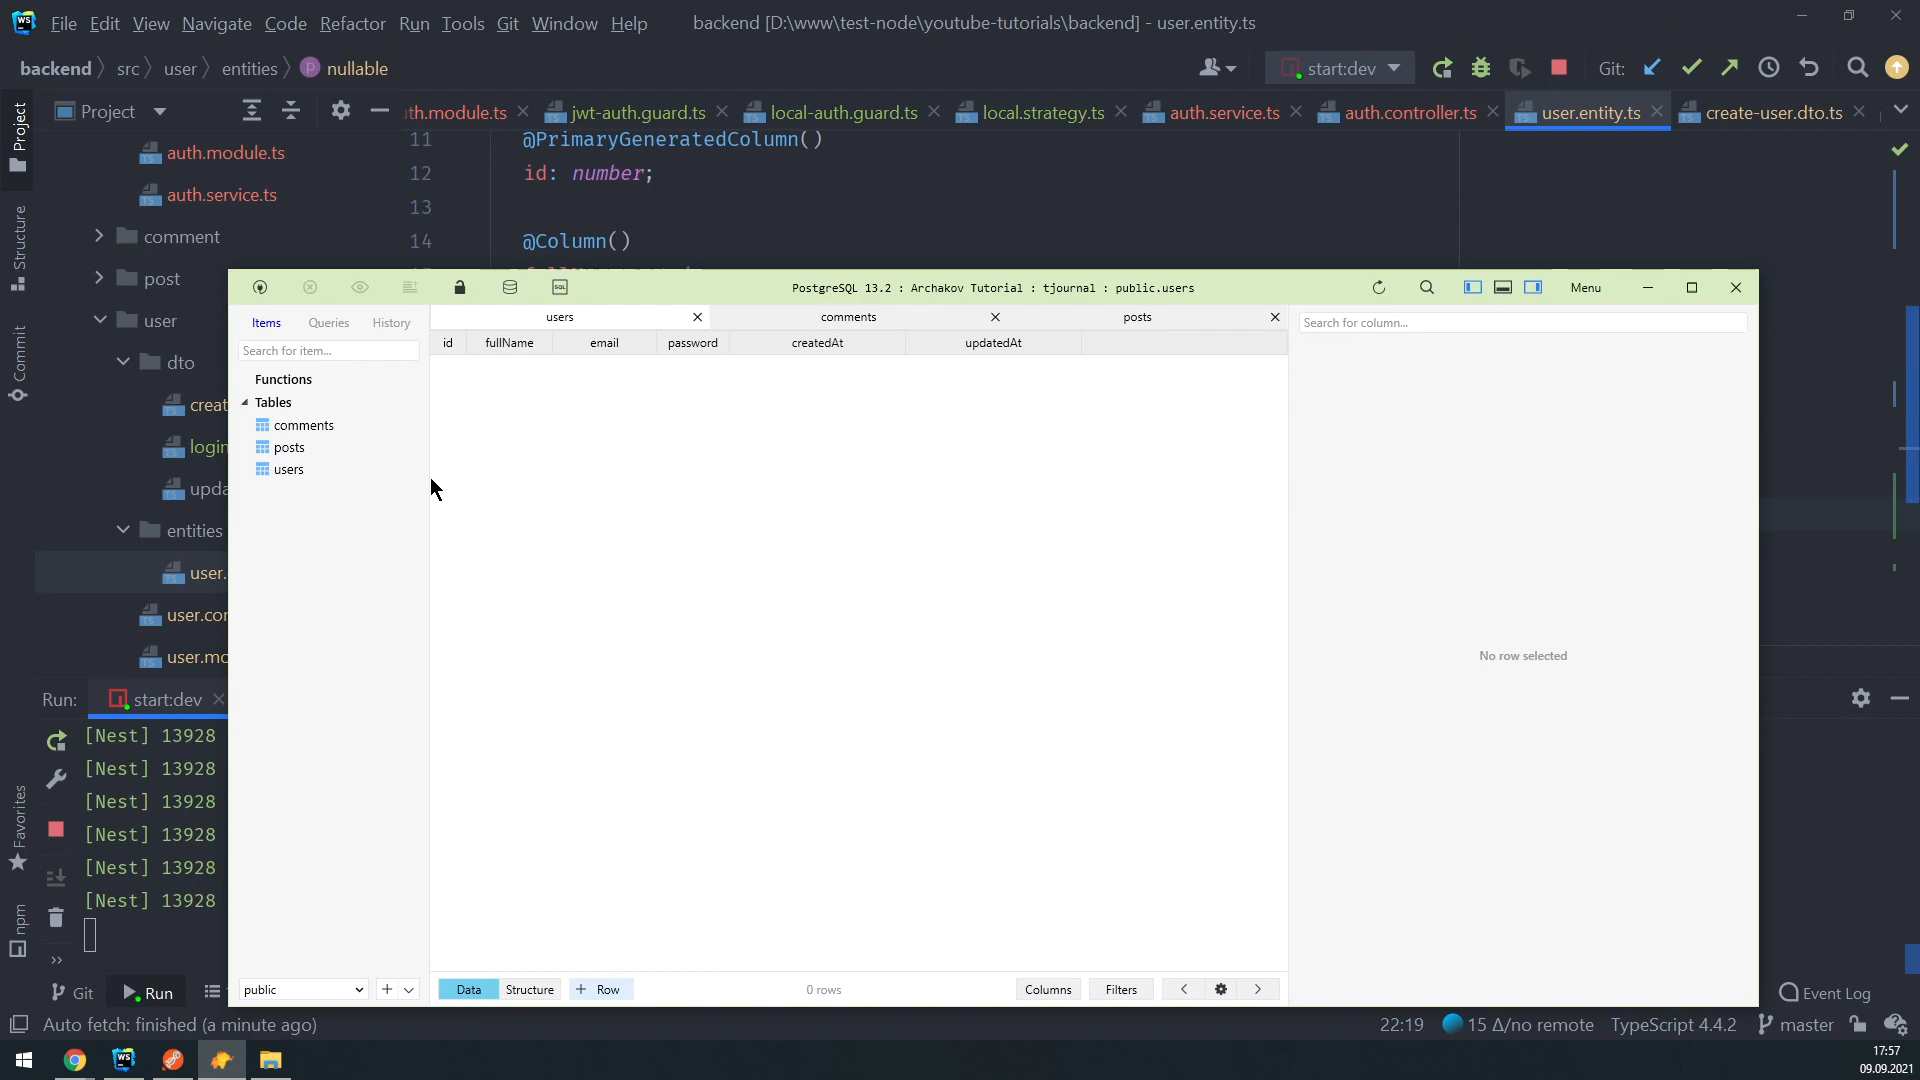 File Edit View Navigate Code Refactor Run Tools Git Window Help
backend [D:\www\test-node\youtube-tutorials\backend] - user.entity.ts
backend src user entities p nullable
start:dev
Git:
Project
th.module.ts jwt-auth.guard.ts local-auth.guard.ts local.strategy.ts auth.service.ts auth.controller.ts user.entity.ts create-user.dto.ts
Project
Structure
Commit
Favorites
npm
auth.module.ts
auth.service.ts
comment
post
user
dto
creat
login
upda
entities
user.
user.con
user.mo
11 @PrimaryGeneratedColumn()
12 id: number;
13
14 @Column()
PostgreSQL 13.2 : Archakov Tutorial : tjournal : public.users
SQL
Menu
Items Queries History
Search for item...
Functions
Tables
comments
posts
users
users comments posts
id fullName email password createdAt updatedAt
Search for column...
No row selected
public
Data Structure + Row
0 rows
Columns Filters
Run: start:dev
[Nest] 13928
[Nest] 13928
[Nest] 13928
[Nest] 13928
[Nest] 13928
[Nest] 13928
Git Run
Event Log
Auto fetch: finished (a minute ago)
22:19 15 Δ/no remote TypeScript 4.4.2 master
WS
17:57
09.09.2021